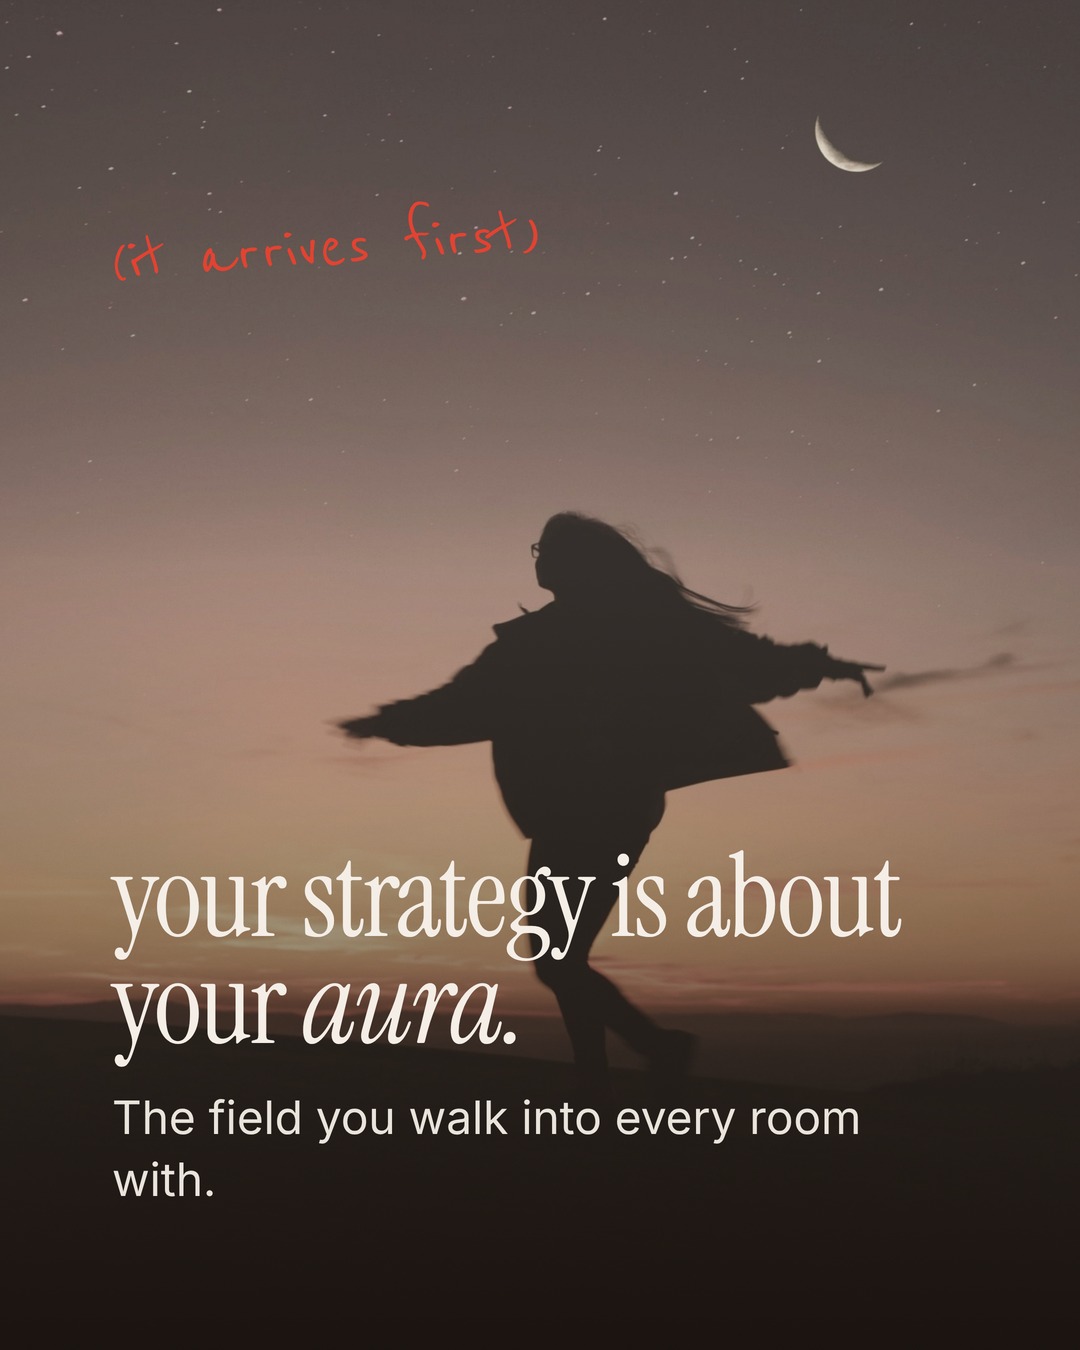 (it arrives first)
your strategy is about
your aura.
The field you walk into every room
with.